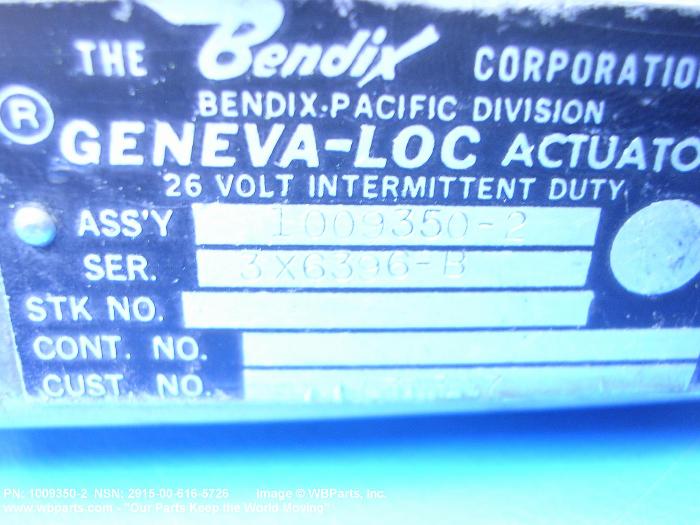 THE Bendix CORPORATIO
BENDIX-PACIFIC DIVISION
® GENEVA-LOC ACTUATO
26 VOLT INTERMITTENT DUTY
ASS'Y 1009350-2
SER. 3X6396-B
STK NO.
CONT. NO.
CUST. NO.
PN: 1009350-2 NSN: 2915-00-616-5726 Image © WBParts, Inc.
www.wbparts.com - "Our Parts Keep the World Moving"